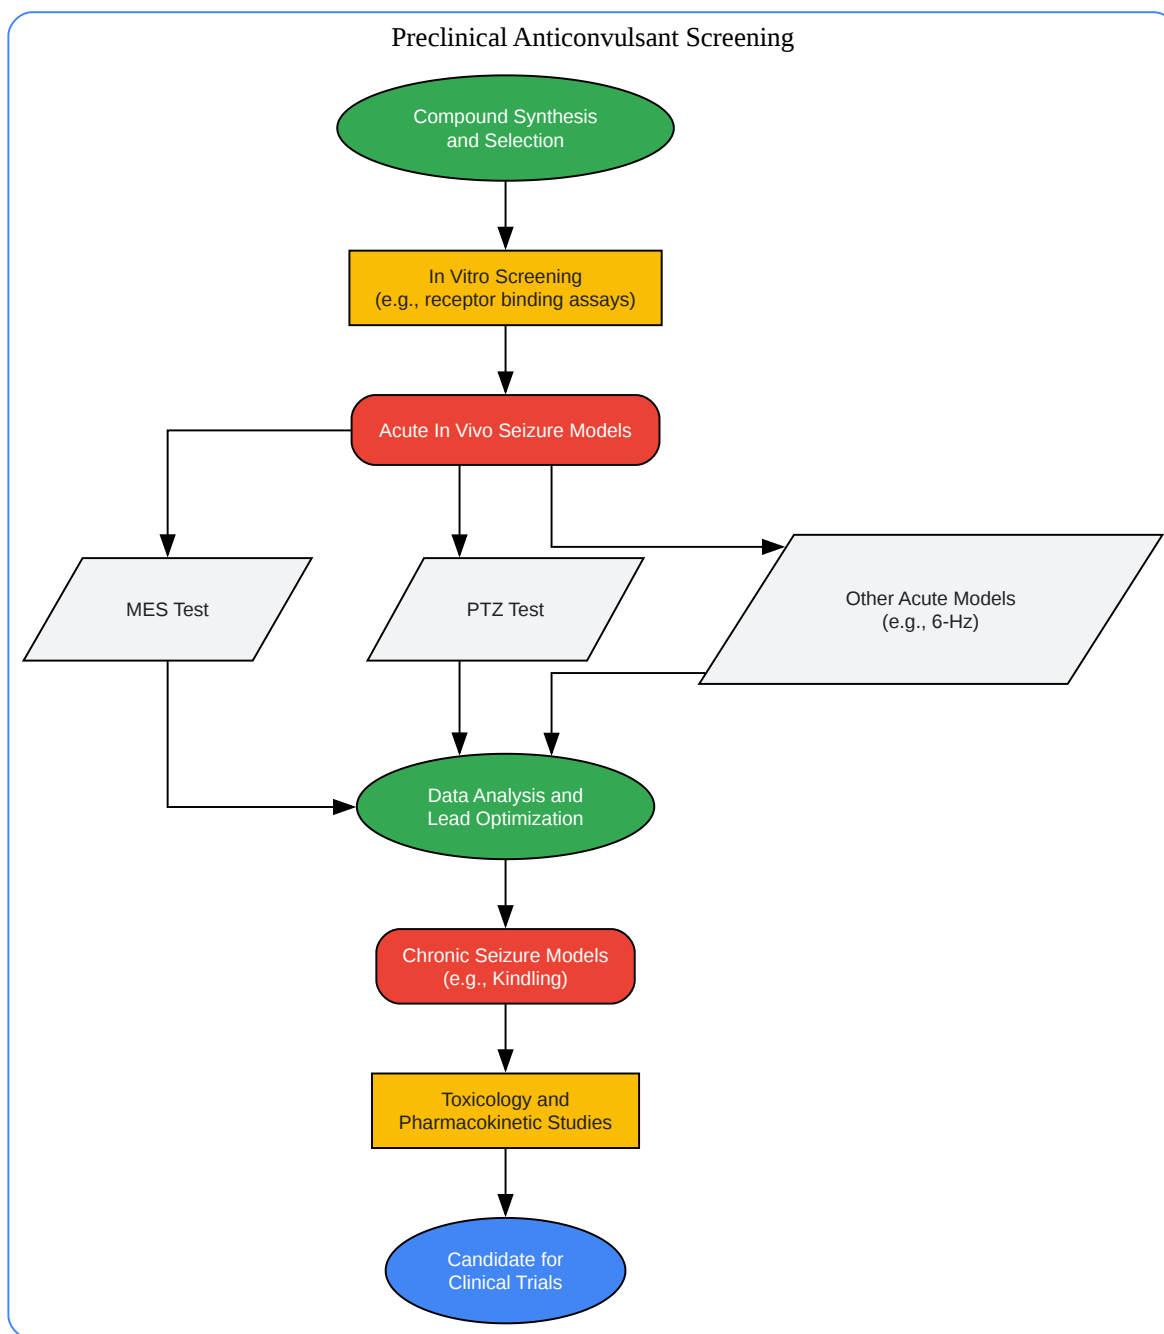 Preclinical Anticonvulsant Screening
Compound Synthesis
and Selection
In Vitro Screening
(e.g., receptor binding assays)
Acute In Vivo Seizure Models
MES Test
PTZ Test
Other Acute Models
(e.g., 6-Hz)
Data Analysis and
Lead Optimization
Chronic Seizure Models
(e.g., Kindling)
Toxicology and
Pharmacokinetic Studies
Candidate for
Clinical Trials